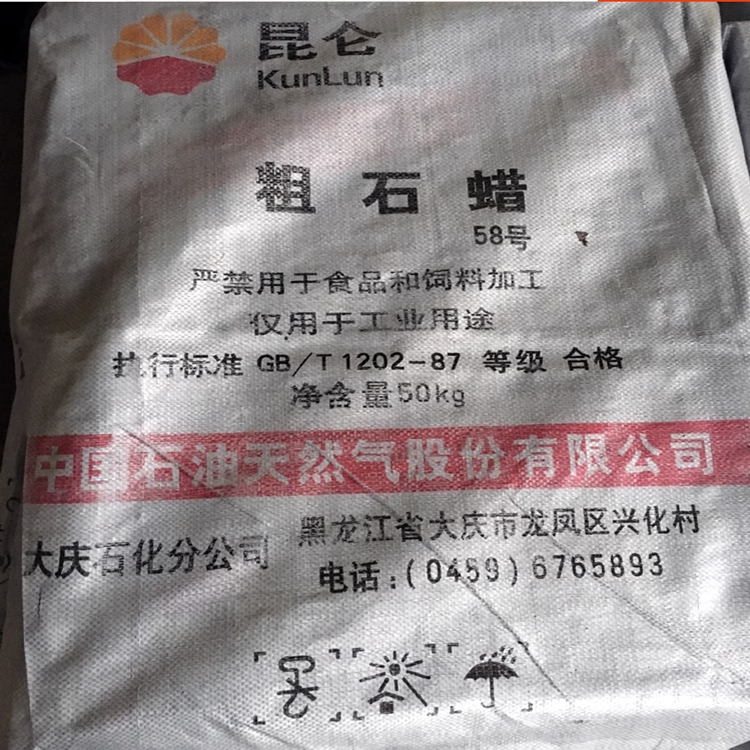 昆仑
KunLun
粗石蜡
58号
严禁用于食品和饲料加工
仅用于工业用途
执行标准 GB/T 1202-87 等级 合格
净含量50kg
中国石油天然气股份有限公司
大庆石化分公司
黑龙江省大庆市龙凤区兴化村
电话:(0459)6765893